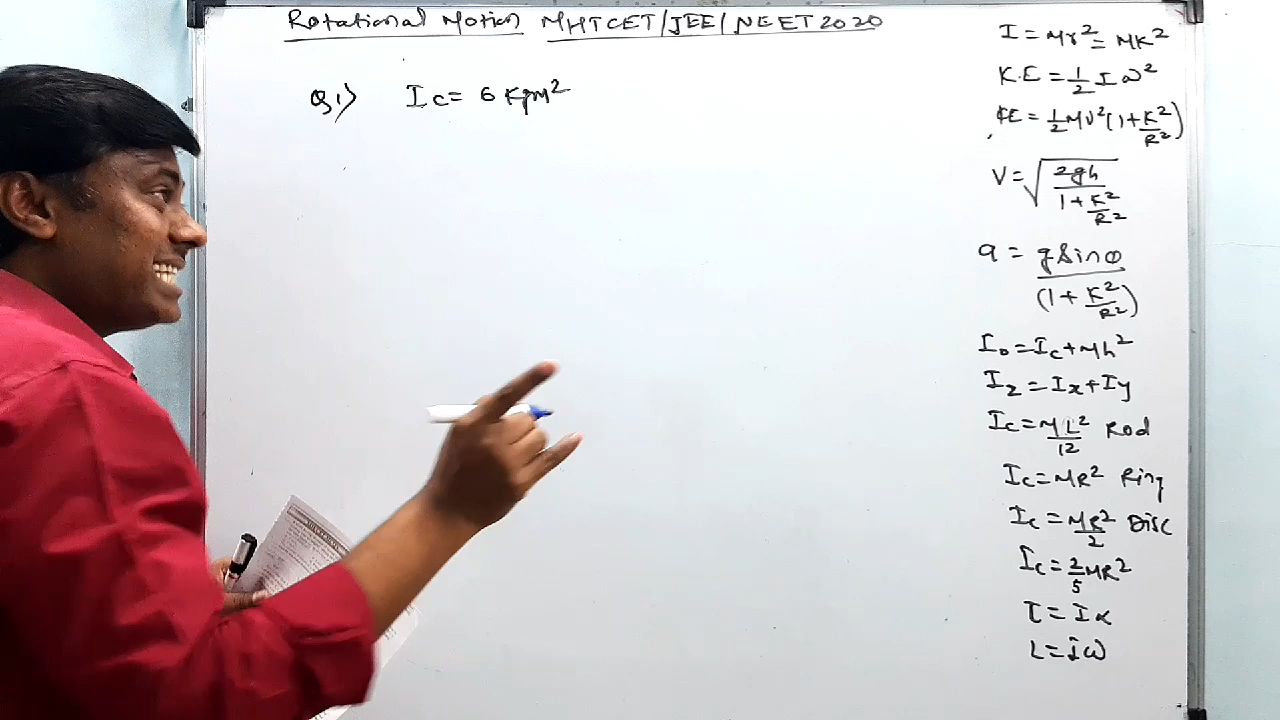 Rotational Motion MHTCET/JEE/NEET 2020
Q.1) Ic = 6 Kgm²
I = Mr² = MK²
K.E = 1/2 I ω²
KE = 1/2 MV² (1 + K²/R²)
V = √(2gh / (1 + K²/R²))
a = g Sin θ / (1 + K²/R²)
Io = Ic + Mh²
Iz = Ix + Iy
Ic = ML²/12 Rod
Ic = MR² Ring
Ic = MR²/2 Disc
Ic = 2/5 MR²
τ = Iα
L = Iω